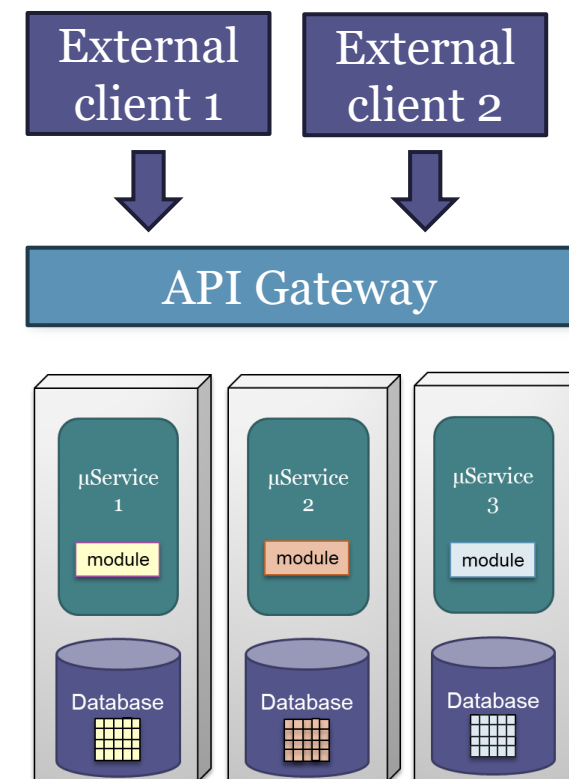 External
client 1
External
client 2
API Gateway
µService
1
module
µService
2
module
µService
3
module
Database
Database
Database